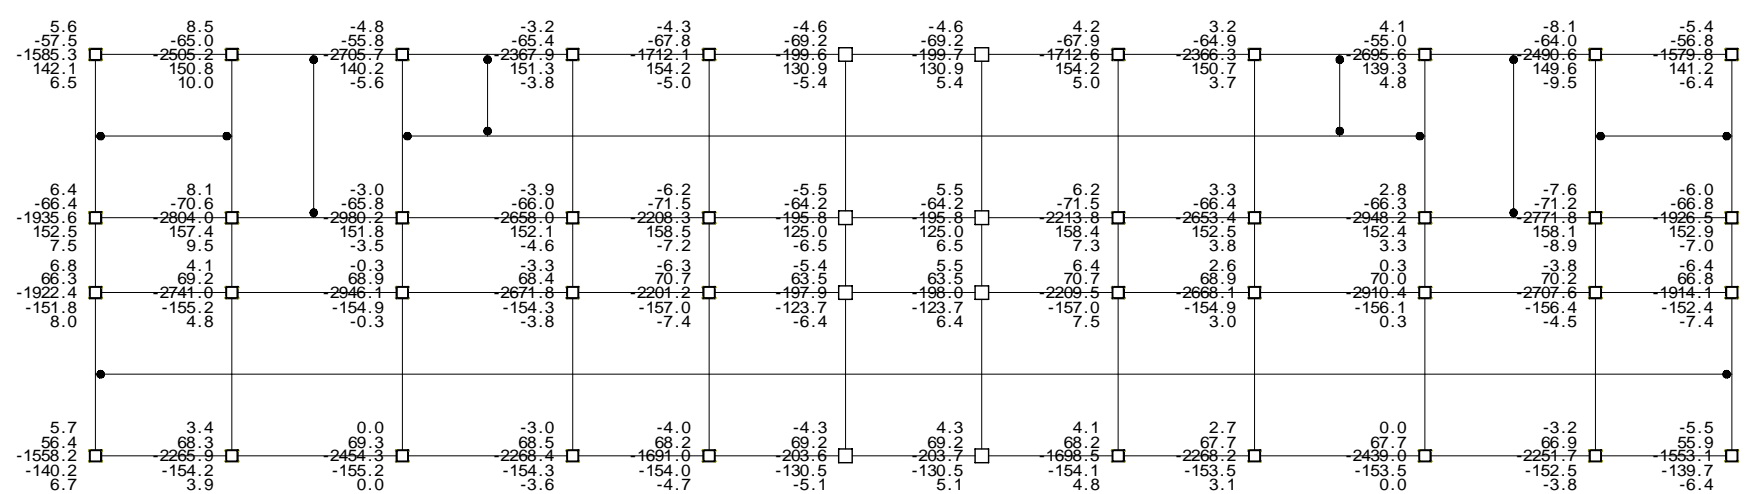 5.6 8.5 -4.8 -3.2 -4.3 -4.6 -4.6 4.2 3.2 4.1 -8.1 -5.4
-57.5 -65.0 -55.8 -65.4 -67.8 -69.2 -69.2 -67.9 -64.9 -55.0 -64.0 -56.8
-1585.3 -2505.2 -2705.7 -2367.9 -1712.1 -199.6 -199.7 -1712.6 -2366.3 -2695.6 -2490.6 -1579.8
142.1 150.8 140.2 151.3 154.2 130.9 130.9 154.2 150.7 139.3 149.6 141.2
6.5 10.0 -5.6 -3.8 -5.0 -5.4 5.4 5.0 3.7 4.8 -9.5 -6.4
6.4 8.1 -3.0 -3.9 -6.2 -5.5 5.5 6.2 3.3 2.8 -7.6 -6.0
-66.4 -70.6 -65.8 -66.0 -71.5 -64.2 -64.2 -71.5 -66.4 -66.3 -71.2 -66.8
-1935.6 -2804.0 -2980.2 -2658.0 -2208.3 -195.8 -195.8 -2213.8 -2653.4 -2948.2 -2771.8 -1926.5
152.5 157.4 151.8 152.1 158.5 125.0 125.0 158.4 152.5 152.4 158.1 152.9
7.5 9.5 -3.5 -4.6 -7.2 -6.5 6.5 7.3 3.8 3.3 -8.9 -7.0
6.8 4.1 -0.3 -3.3 -6.3 -5.4 5.5 6.4 2.6 0.3 -3.8 -6.4
66.3 69.2 68.9 68.4 70.7 63.5 63.5 70.7 68.9 70.0 70.2 66.8
-1922.4 -2741.0 -2946.1 -2671.8 -2201.2 -197.9 -198.0 -2209.5 -2668.1 -2910.4 -2707.6 -1914.1
-151.8 -155.2 -154.9 -154.3 -157.0 -123.7 -123.7 -157.0 -154.9 -156.1 -156.4 -152.4
8.0 4.8 -0.3 -3.8 -7.4 -6.4 6.4 7.5 3.0 0.3 -4.5 -7.4
5.7 3.4 0.0 -3.0 -4.0 -4.3 4.3 4.1 2.7 0.0 -3.2 -5.5
56.4 68.3 69.3 68.5 68.2 69.2 69.2 68.2 67.7 67.7 66.9 55.9
-1558.2 -2265.9 -2454.3 -2268.4 -1691.0 -203.6 -203.7 -1698.5 -2268.2 -2439.0 -2251.7 -1553.1
-140.2 -154.2 -155.2 -154.3 -154.0 -130.5 -130.5 -154.1 -153.5 -153.5 -152.5 -139.7
6.7 3.9 0.0 -3.6 -4.7 -5.1 5.1 4.8 3.1 0.0 -3.8 -6.4